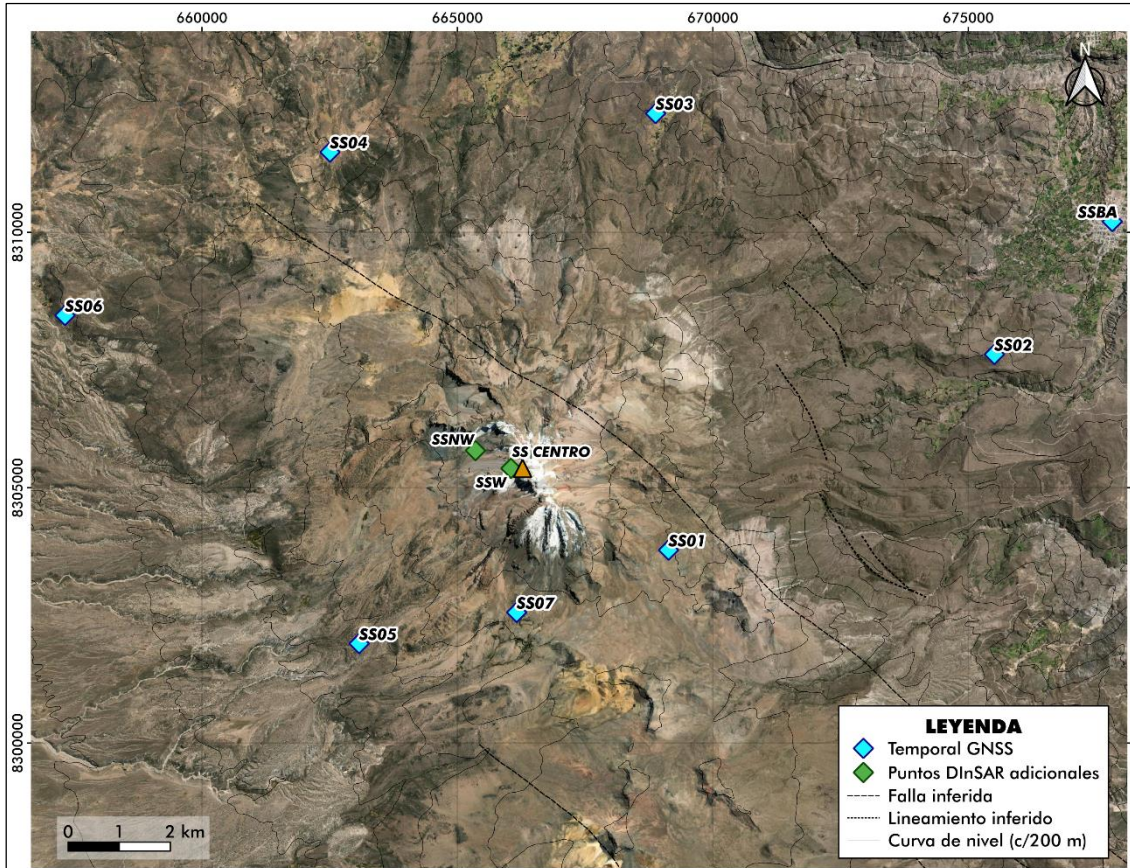 660000
665000
670000
675000
N
SS03
SS04
SSBA
8310000
SS06
SS02
SSNW
SS CENTRO
SSW
8305000
SS01
SS07
SS05
8300000
LEYENDA
Temporal GNSS
Puntos DInSAR adicionales
Falla inferida
Lineamiento inferido
Curva de nivel (c/200 m)
0 1 2 km